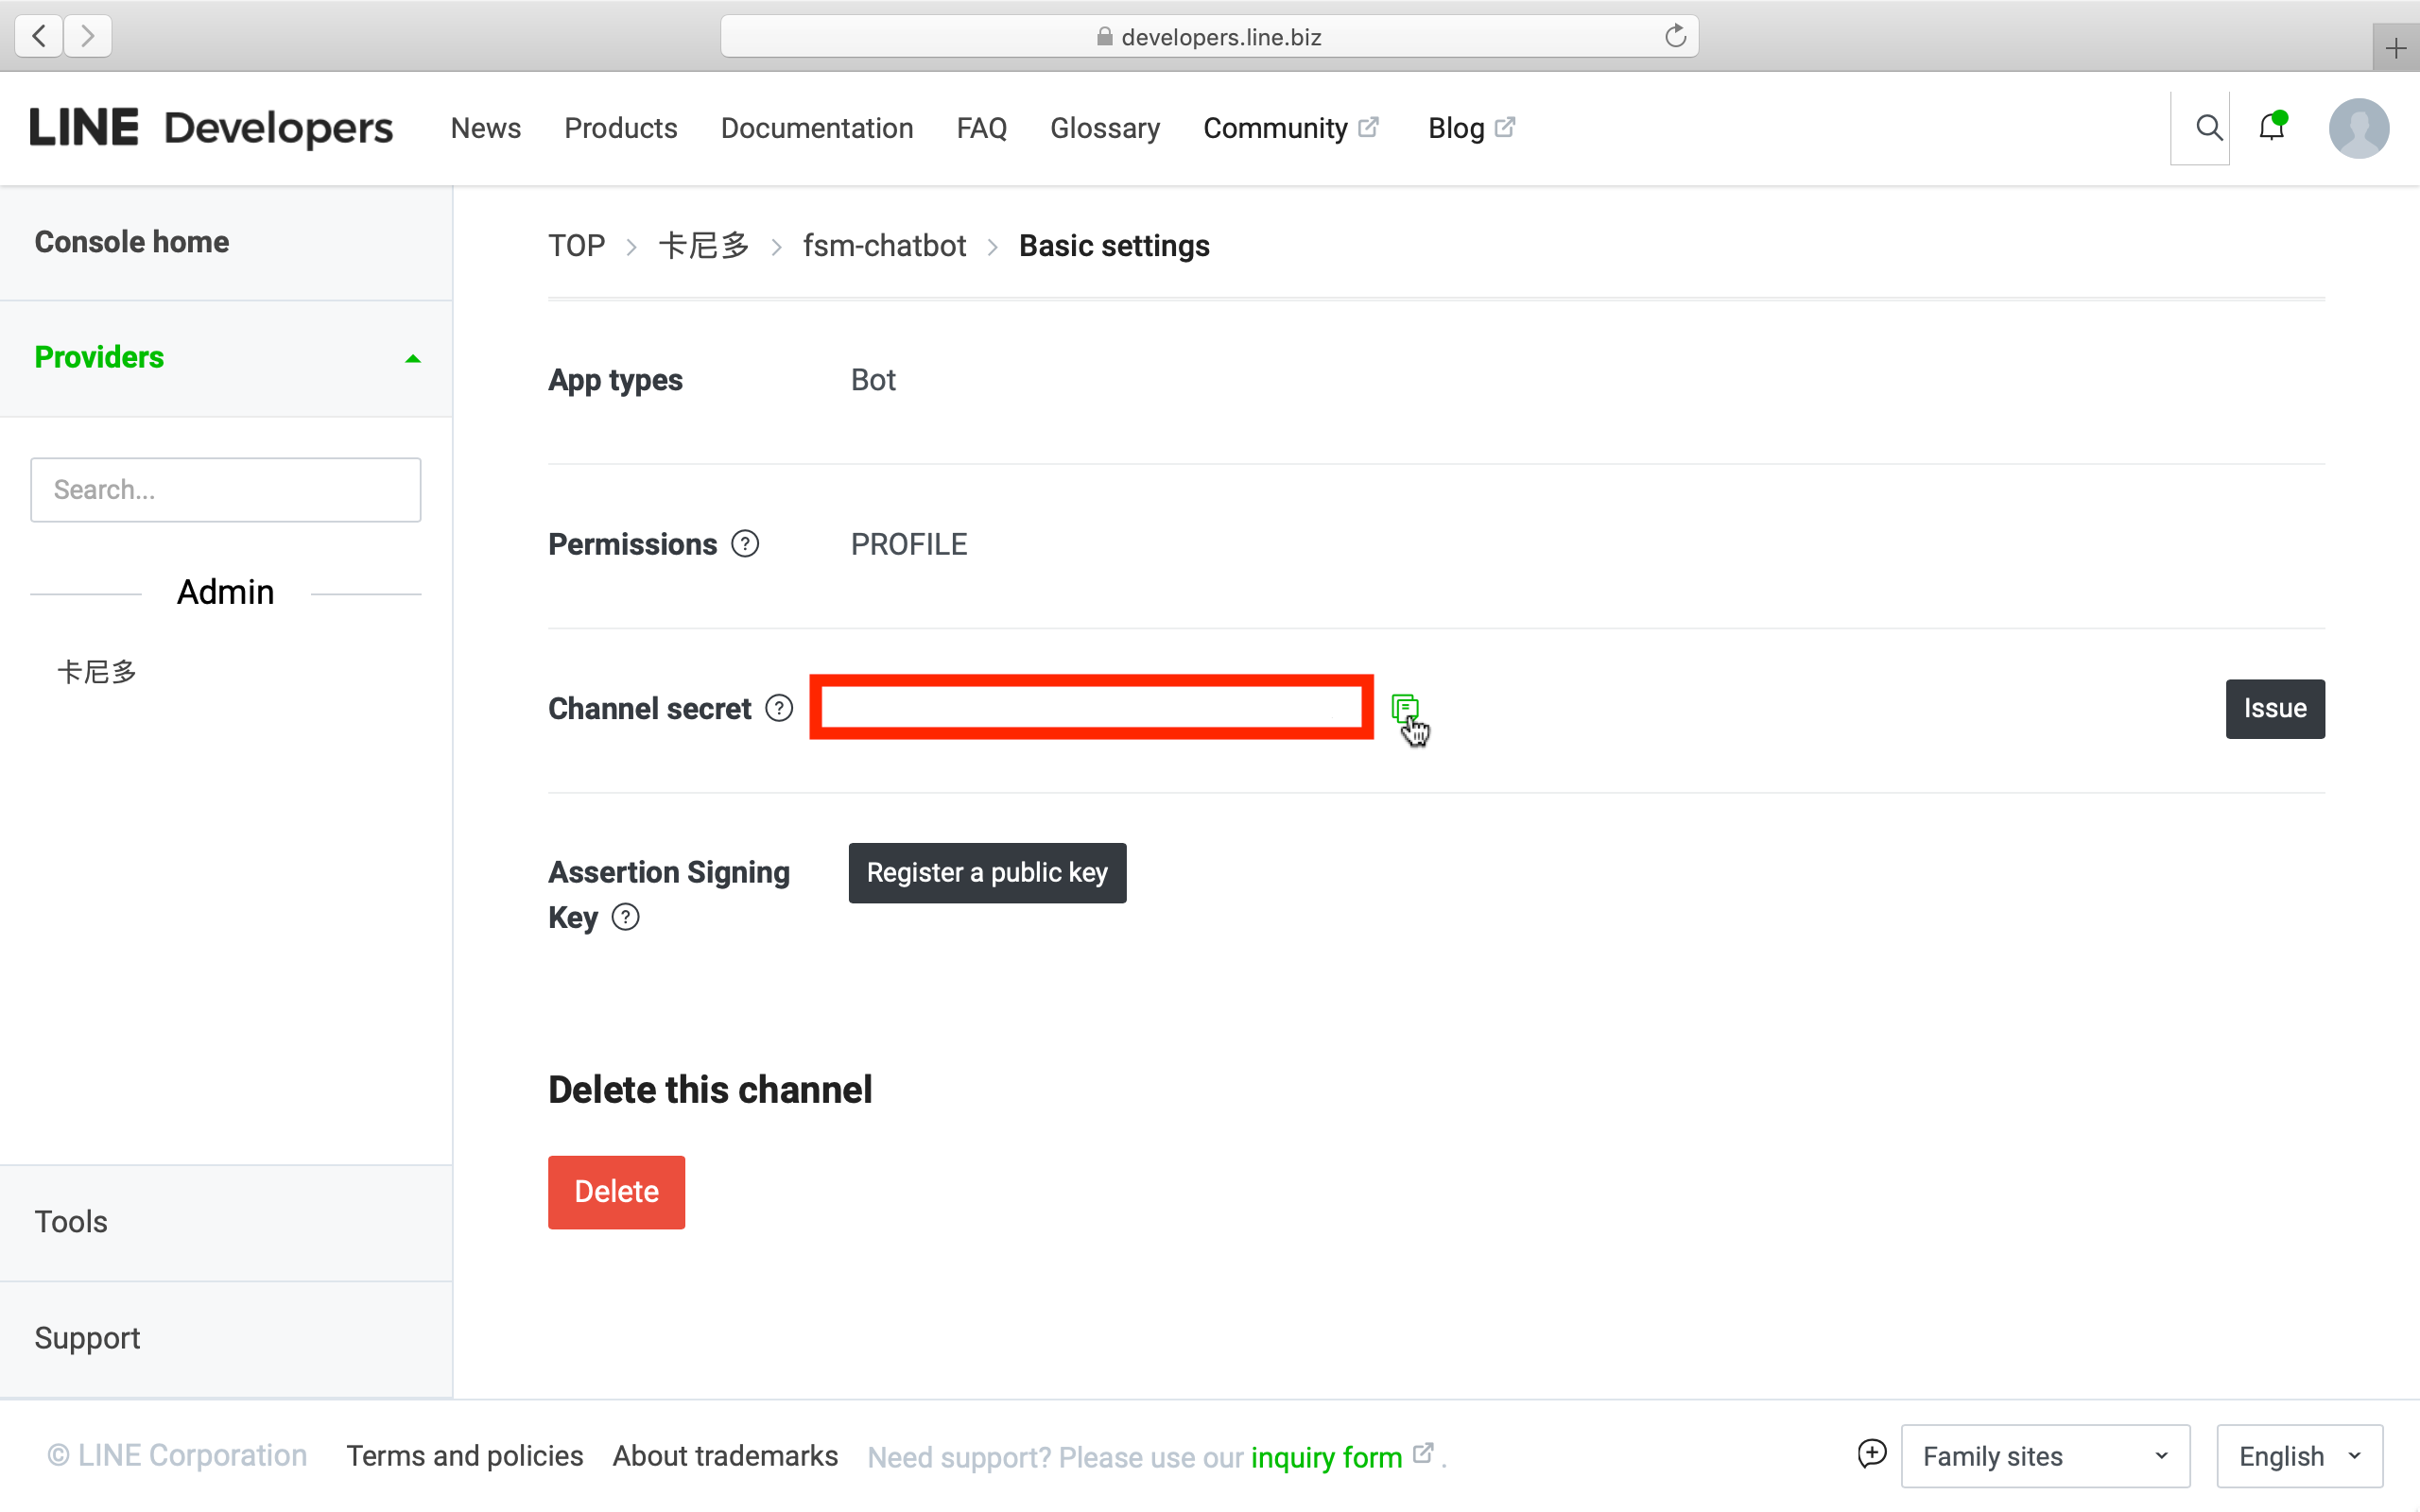 developers.line.biz
LINE Developers News Products Documentation FAQ Glossary Community Blog
Console home
Providers
Search...
Admin
卡尼多
Tools
Support
TOP > 卡尼多 > fsm-chatbot > Basic settings
App types Bot
Permissions ? PROFILE
Channel secret ? Issue
Assertion Signing Register a public key
Key ?
Delete this channel
Delete
© LINE Corporation Terms and policies About trademarks Need support? Please use our inquiry form . Family sites English